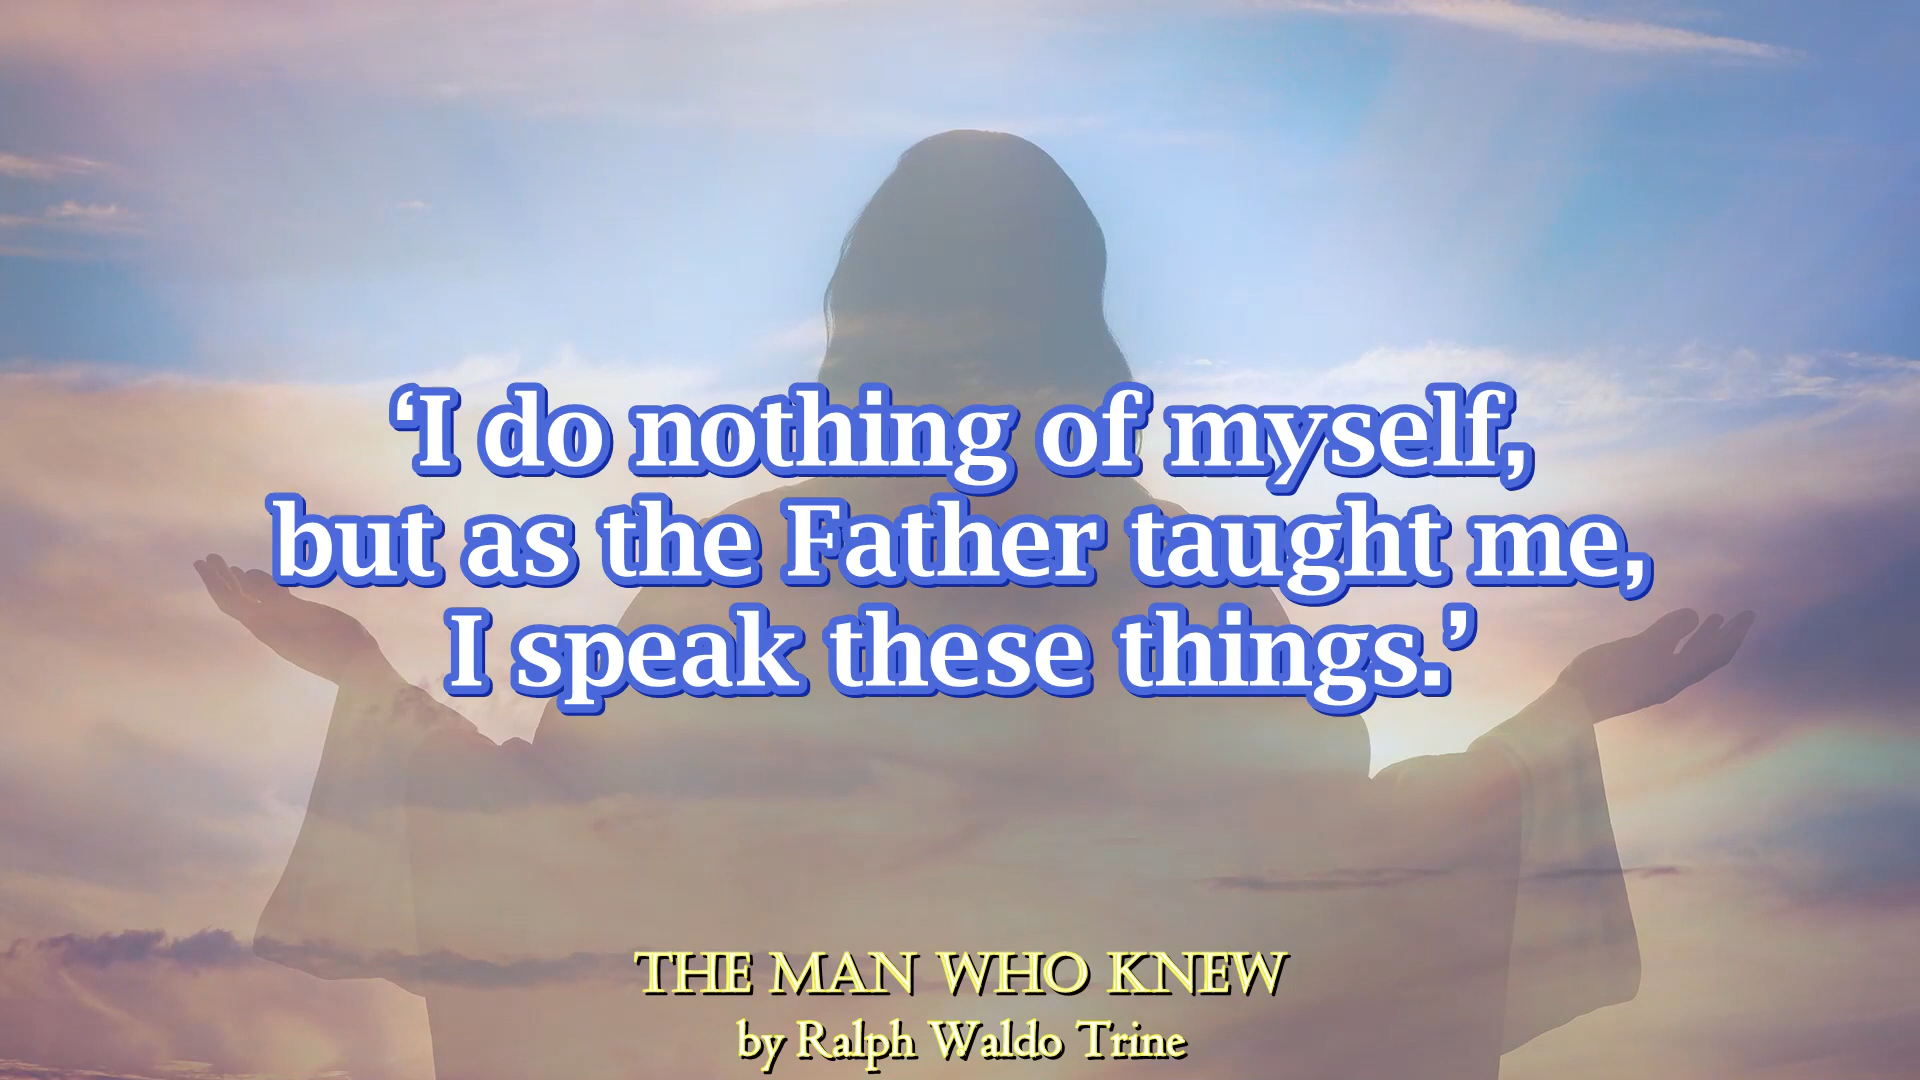 ‘I do nothing of myself,
but as the Father taught me,
I speak these things.’
THE MAN WHO KNEW
by Ralph Waldo Trine